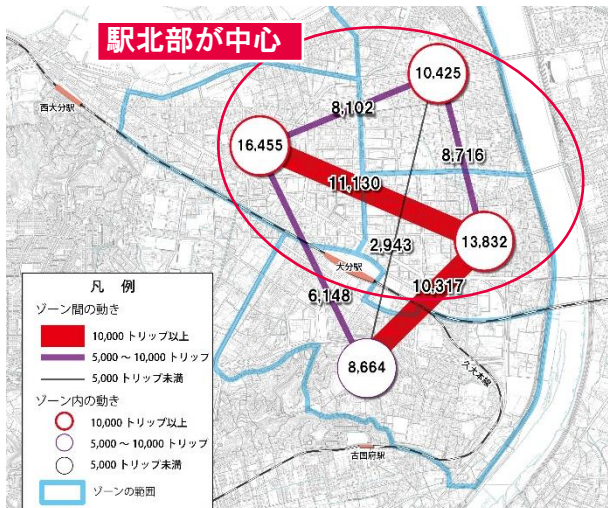 駅北部が中心
10,425
西大分駅
8,102
16,455
8,716
11,130
13,832
2,943
大分駅
6,148
10,317
8,664
久大本線
古国府駅
凡 例
ゾーン間の動き
10,000 トリップ以上
5,000 ～ 10,000 トリップ
5,000 トリップ未満
ゾーン内の動き
10,000 トリップ以上
5,000 ～ 10,000 トリップ
5,000 トリップ未満
ゾーンの範囲